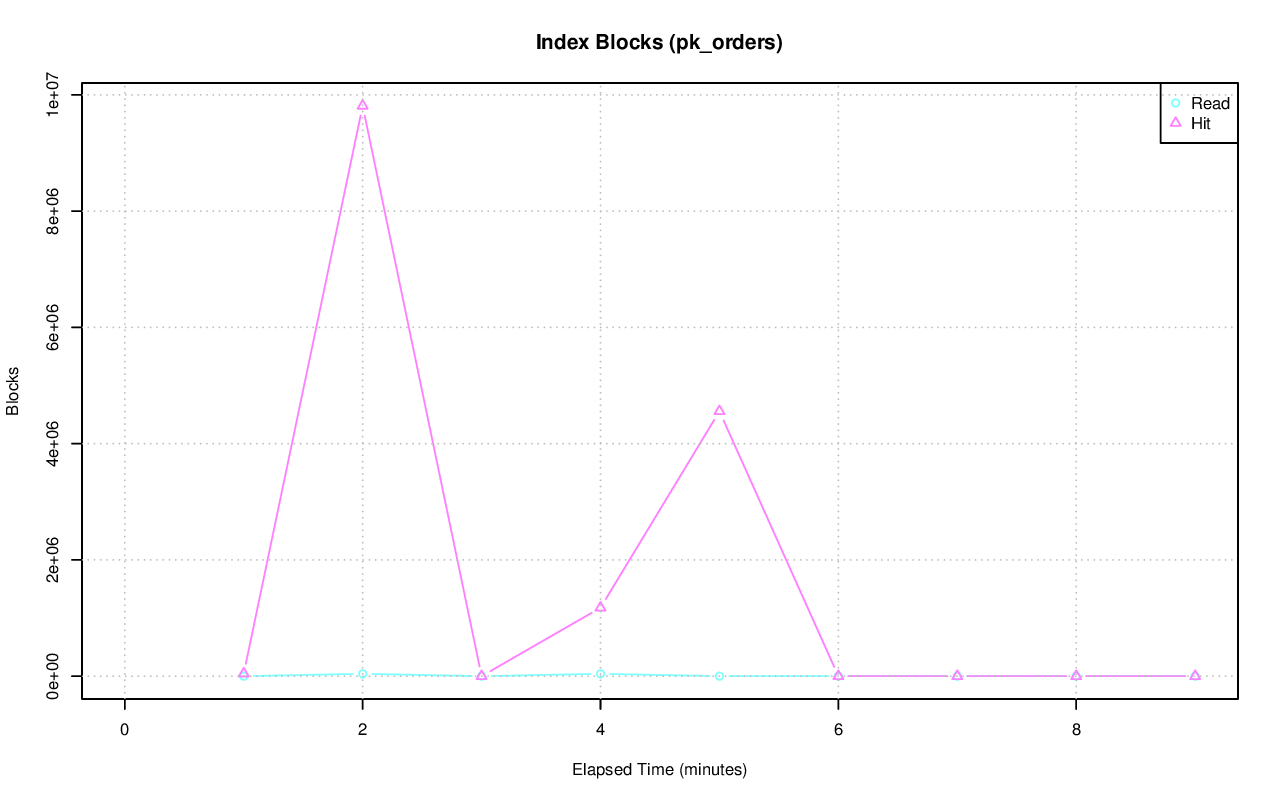 Index Blocks (pk_orders)
Read
Hit
Blocks
1e+07
8e+06
6e+06
4e+06
2e+06
0e+00
0 2 4 6 8
Elapsed Time (minutes)